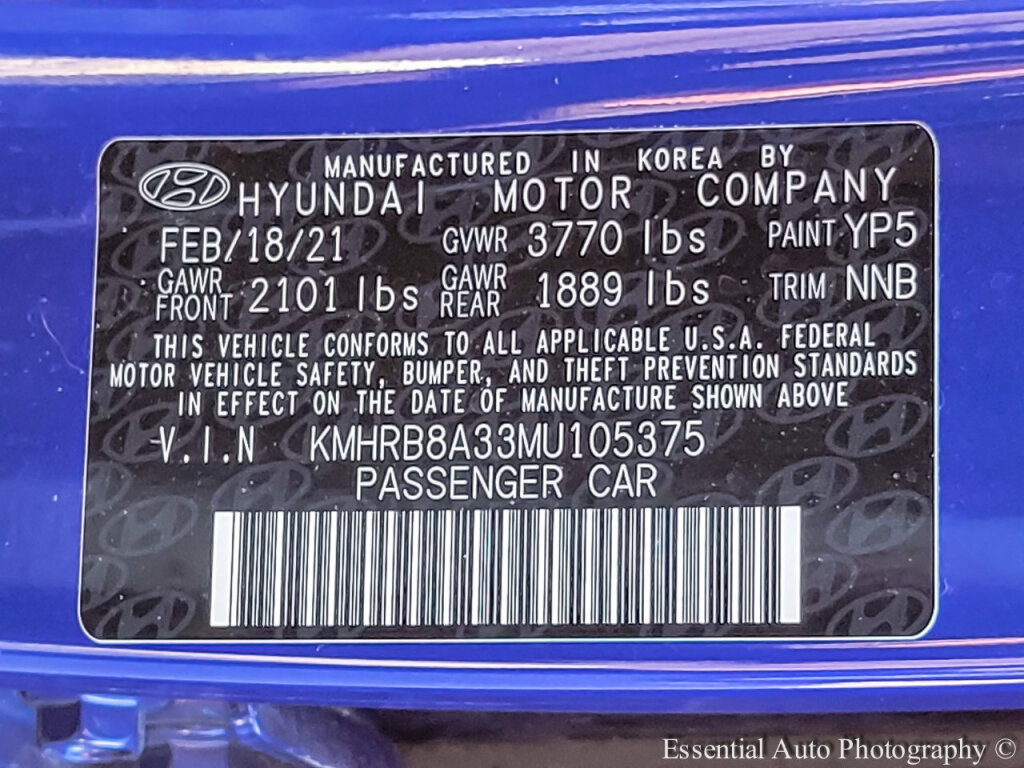 MANUFACTURED IN KOREA BY
HYUNDAI MOTOR COMPANY
FEB/18/21 GVWR 3770 lbs PAINT YP5
GAWR FRONT 2101 lbs GAWR REAR 1889 lbs TRIM NNB
THIS VEHICLE CONFORMS TO ALL APPLICABLE U.S.A. FEDERAL
MOTOR VEHICLE SAFETY, BUMPER, AND THEFT PREVENTION STANDARDS
IN EFFECT ON THE DATE OF MANUFACTURE SHOWN ABOVE
V.I.N KMHRB8A33MU105375
PASSENGER CAR
Essential Auto Photography ©